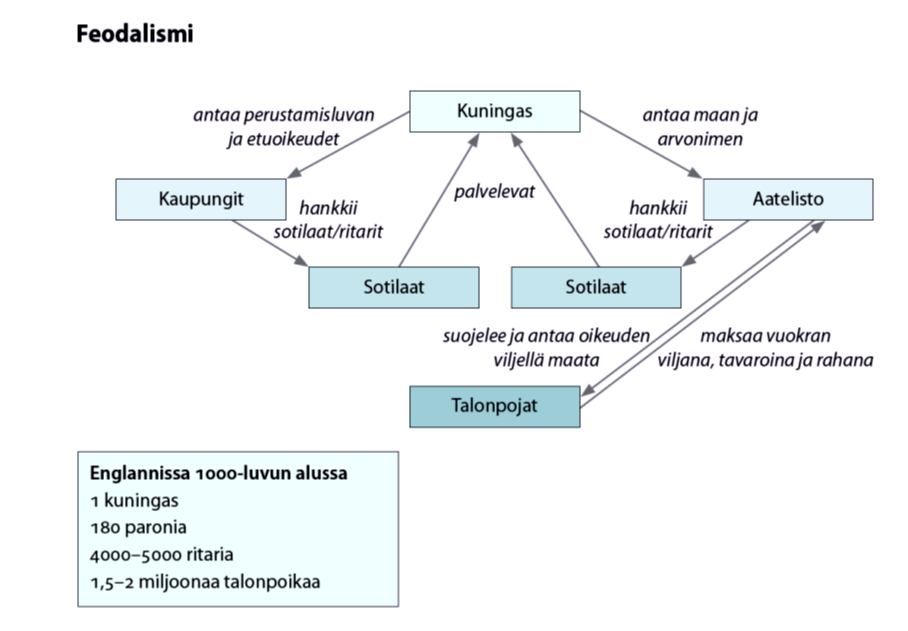 Feodalismi
Kuningas
antaa perustamisluvan
ja etuoikeudet
antaa maan ja
arvonimen
Kaupungit
palvelevat
Aatelisto
hankkii
sotilaat/ritarit
hankkii
sotilaat/ritarit
Sotilaat
Sotilaat
suojelee ja antaa oikeuden
viljellä maata
maksaa vuokran
viljana, tavaroina ja rahana
Talonpojat
Englannissa 1000-luvun alussa
1 kuningas
180 paronia
4000–5000 ritaria
1,5–2 miljoonaa talonpoikaa